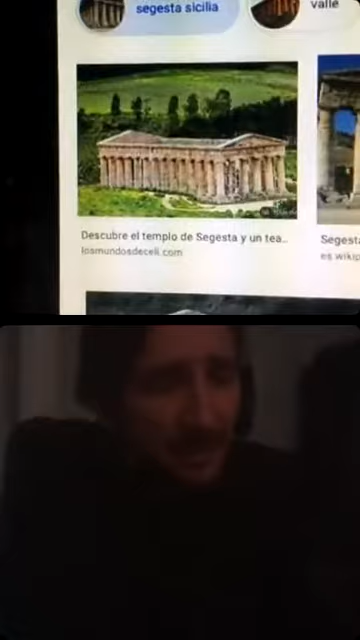 segesta sicilia
valle
Descubre el templo de Segesta y un tea...
losmundosdeceli.com
Segest
es.wikip